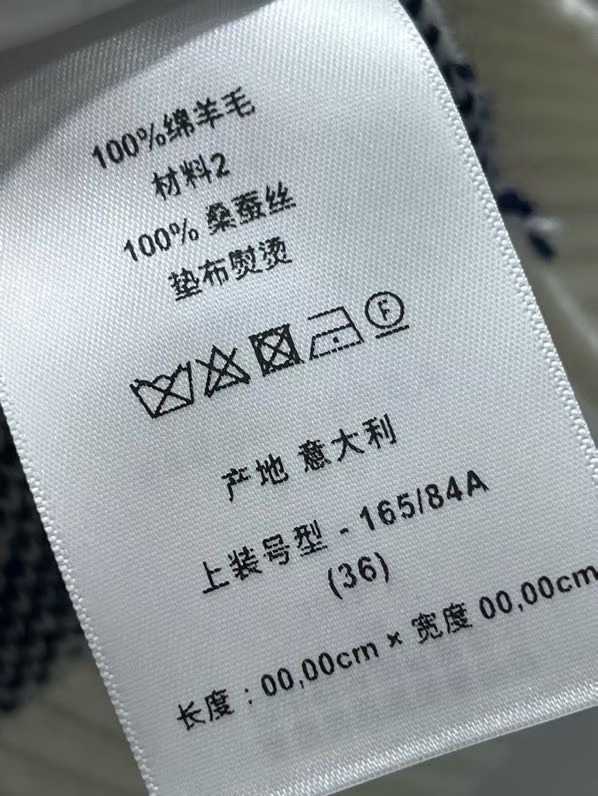 100%绵羊毛
材料2
100% 桑蚕丝
垫布熨烫
F
产地 意大利
上装号型 - 165/84A
(36)
长度：00,00cm × 宽度 00,00cm